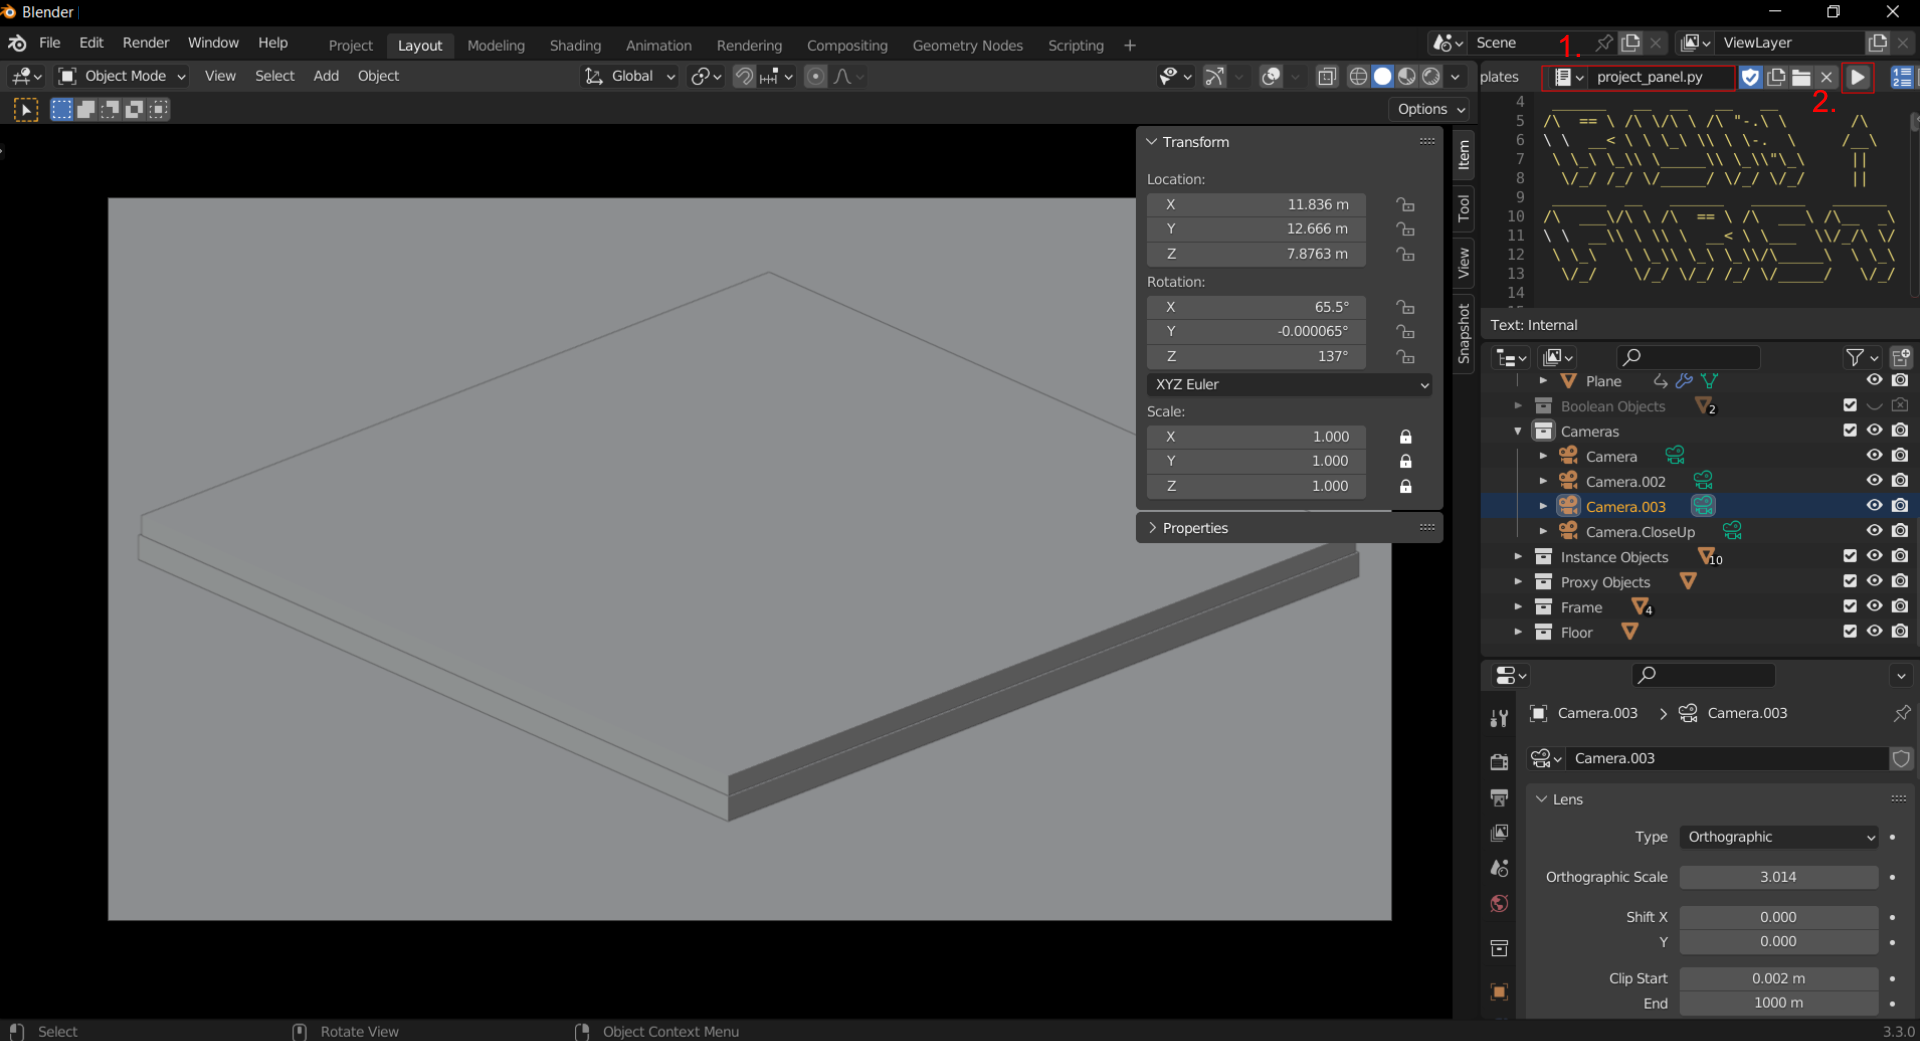 Blender
File Edit Render Window Help Project Layout Modeling Shading Animation Rendering Compositing Geometry Nodes Scripting + Scene ViewLayer
1.
Object Mode View Select Add Object Global plates project_panel.py
2.
Options
4
5
6
7
8
9
10
11
12
13
14
Transform
Location:
X 11.836 m
Y 12.666 m
Z 7.8763 m
Rotation:
X 65.5°
Y -0.000065°
Z 137°
XYZ Euler
Scale:
X 1.000
Y 1.000
Z 1.000
Properties
Item
Tool
View
Snapshot
Text: Internal
Plane
Boolean Objects 2
Cameras
Camera
Camera.002
Camera.003
Camera.CloseUp
Instance Objects 10
Proxy Objects
Frame 4
Floor
Camera.003 > Camera.003
Camera.003
Lens
Type Orthographic
Orthographic Scale 3.014
Shift X 0.000
Y 0.000
Clip Start 0.002 m
End 1000 m
Select Rotate View Object Context Menu 3.3.0